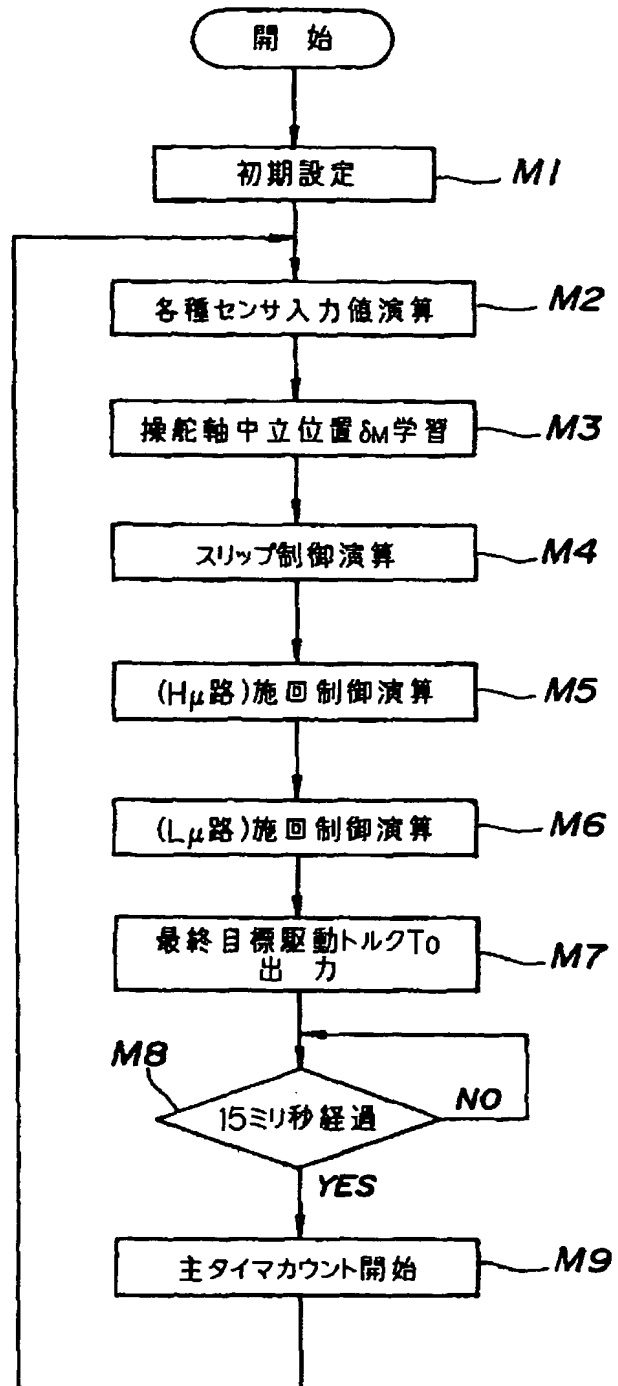 開始
初期設定
M1
各種センサ入力値演算
M2
操舵軸中立位置δM学習
M3
スリップ制御演算
M4
(Hμ路)施回制御演算
M5
(Lμ路)施回制御演算
M6
最終目標駆動トルクTo
出力
M7
M8
15ミリ秒経過
NO
YES
主タイマカウント開始
M9